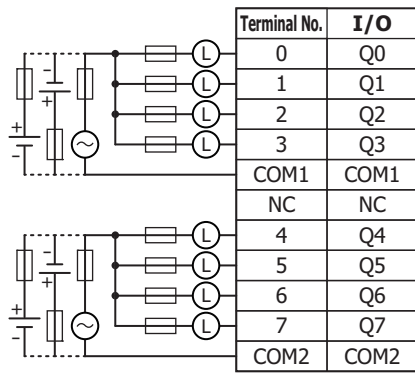 Terminal No. I/O
L 0 Q0
L 1 Q1
L 2 Q2
L 3 Q3
COM1 COM1
NC NC
L 4 Q4
L 5 Q5
L 6 Q6
L 7 Q7
COM2 COM2
- + + -
- + + -